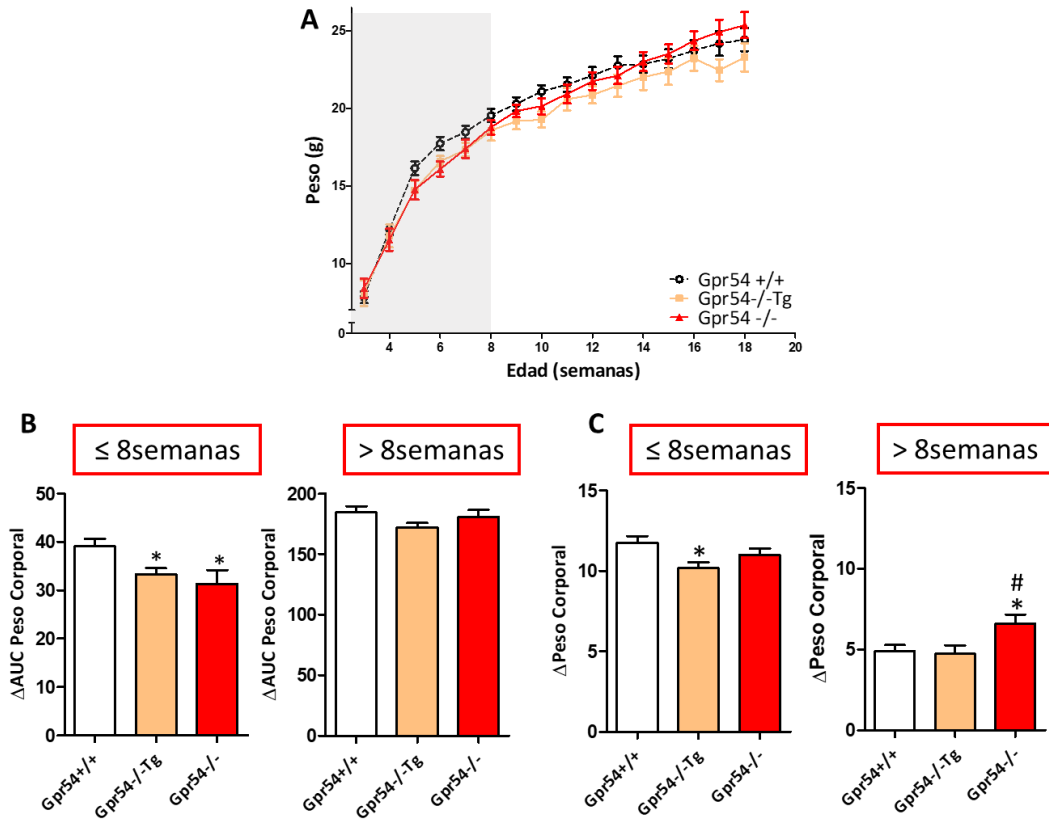 A
Peso (g)
25
20
15
10
0
4
6
8
10
12
14
16
18
20
Edad (semanas)
Gpr54 +/+
Gpr54-/-Tg
Gpr54 -/-
B
≤ 8semanas
> 8semanas
C
≤ 8semanas
> 8semanas
ΔAUC Peso Corporal
50
40
30
20
10
0
*
*
Gpr54+/+
Gpr54-/-Tg
Gpr54-/-
ΔAUC Peso Corporal
200
150
100
50
0
Gpr54+/+
Gpr54-/-Tg
Gpr54-/-
ΔPeso Corporal
15
10
5
0
*
Gpr54+/+
Gpr54-/-Tg
Gpr54-/-
ΔPeso Corporal
15
10
5
0
#
*
Gpr54+/+
Gpr54-/-Tg
Gpr54-/-